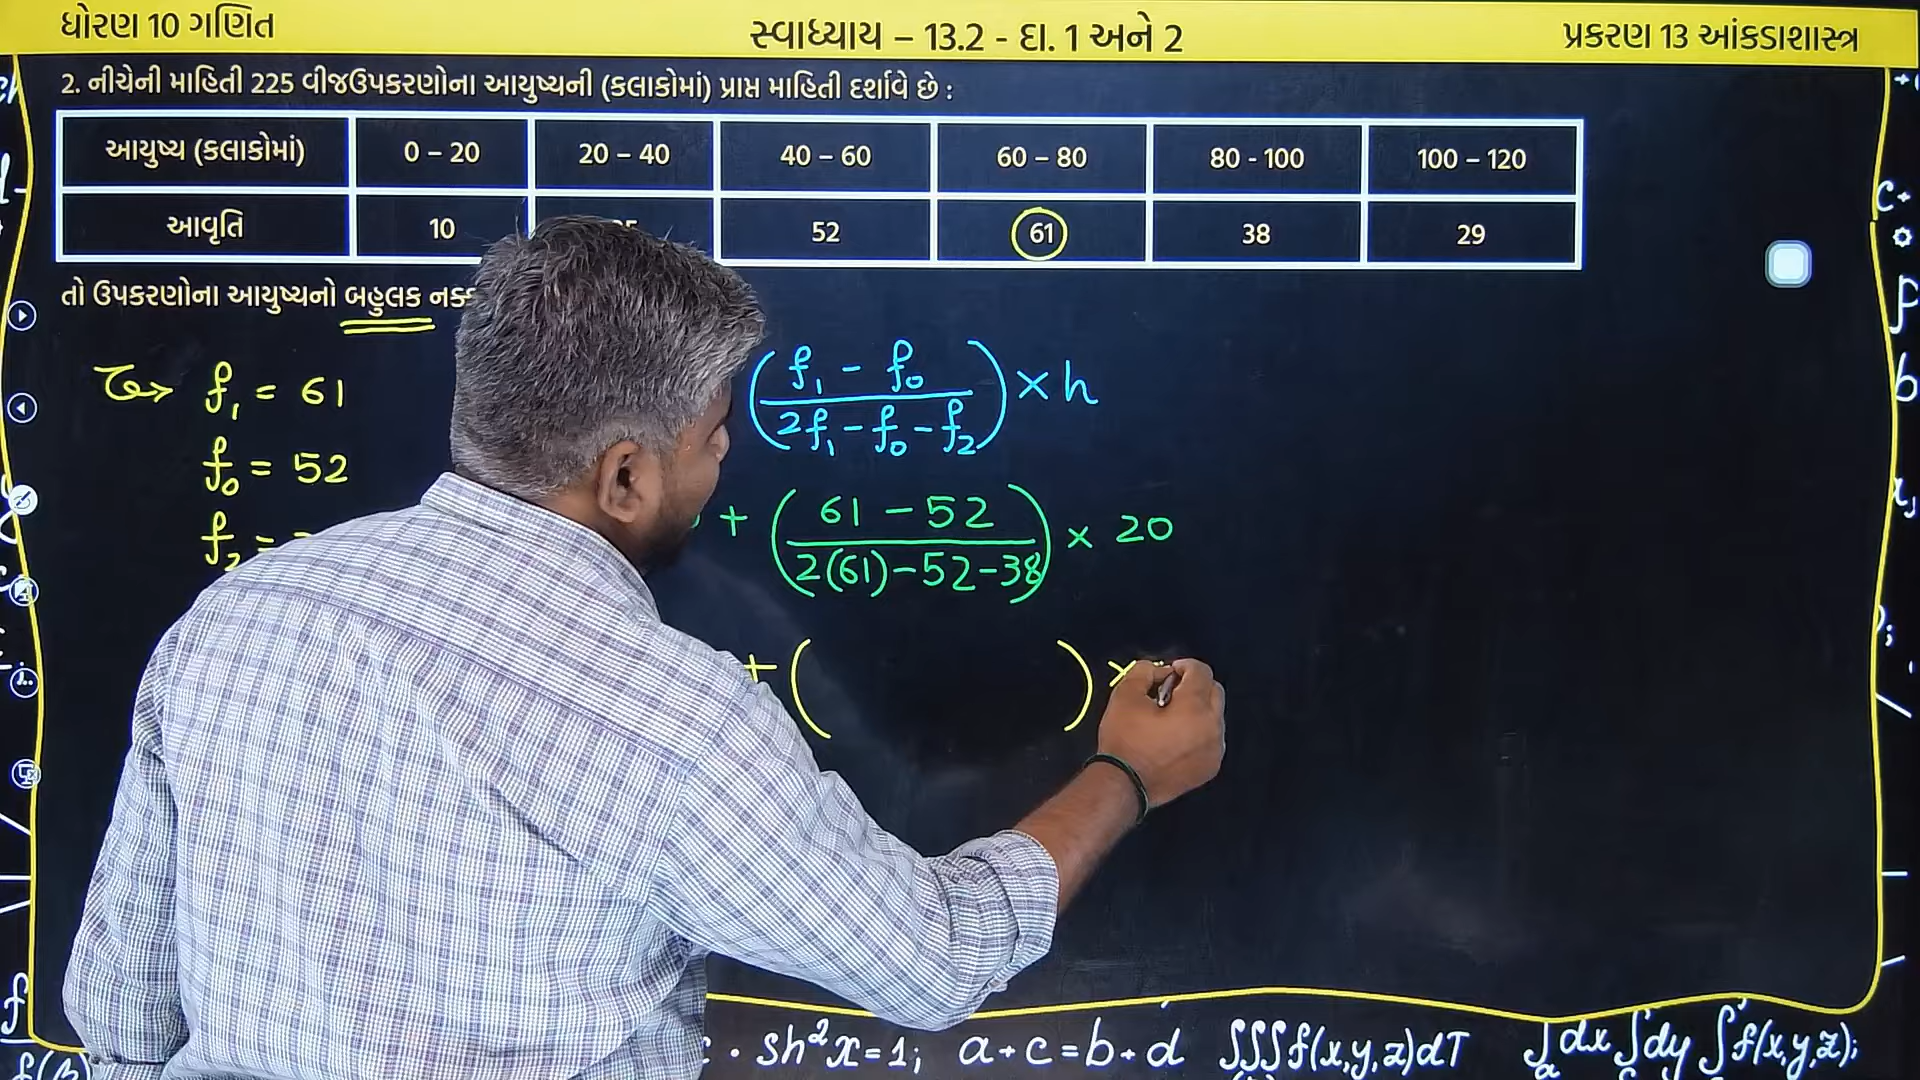 ધોરણ 10 ગણિત
સ્વાધ્યાય – 13.2 - દા. 1 અને 2
પ્રકરણ 13 આંકડાશાસ્ત્ર
2. નીચેની માહિતી 225 વીજઉપકરણોના આયુષ્યની (કલાકોમાં) પ્રાપ્ત માહિતી દર્શાવે છે :
આયુષ્ય (કલાકોમાં) 0 – 20 20 – 40 40 – 60 60 – 80 80 - 100 100 – 120
આવૃતિ 10 52 61 38 29
તો ઉપકરણોના આયુષ્યનો બહુલક
f₁ = 61
f₀ = 52
f₂ =
(f₁ - f₀ / 2f₁ - f₀ - f₂) × h
+ (61 - 52 / 2(61) - 52 - 38) × 20
+ ( ) ×
· sh²x=1; a+c=b+d ∫∫∫f(x,y,z)dT ∫dx∫dy∫f(x,y,z);